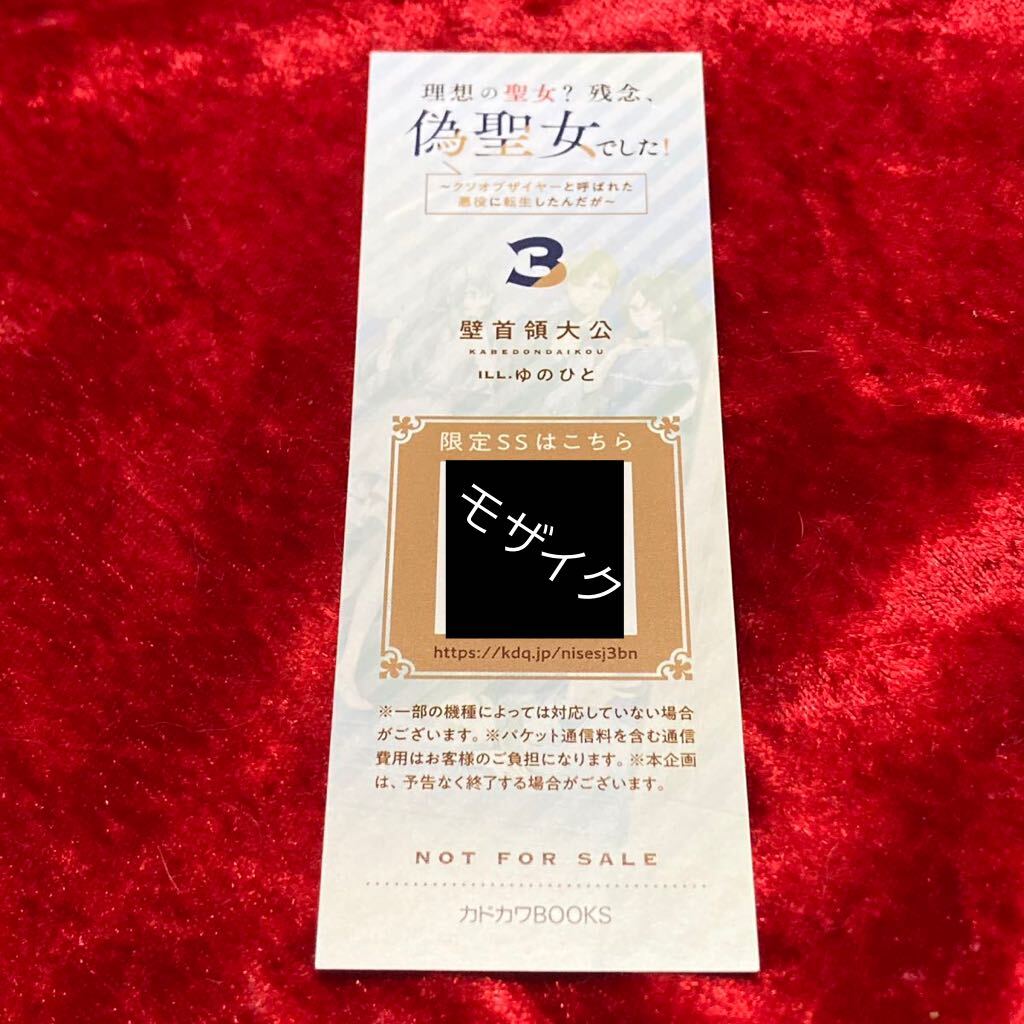 理想の聖女? 残念、
偽聖女でした!
～クソオブザイヤーと呼ばれた
悪役に転生したんだが～
3
壁首領大公
KABEDONDAIKOU
ILL.ゆのひと
限定SSはこちら
モザイク
https://kdq.jp/nisesj3bn
※一部の機種によっては対応していない場合
がございます。※パケット通信料を含む通信
費用はお客様のご負担になります。※本企画
は、予告なく終了する場合がございます。
NOT FOR SALE
カドカワBOOKS